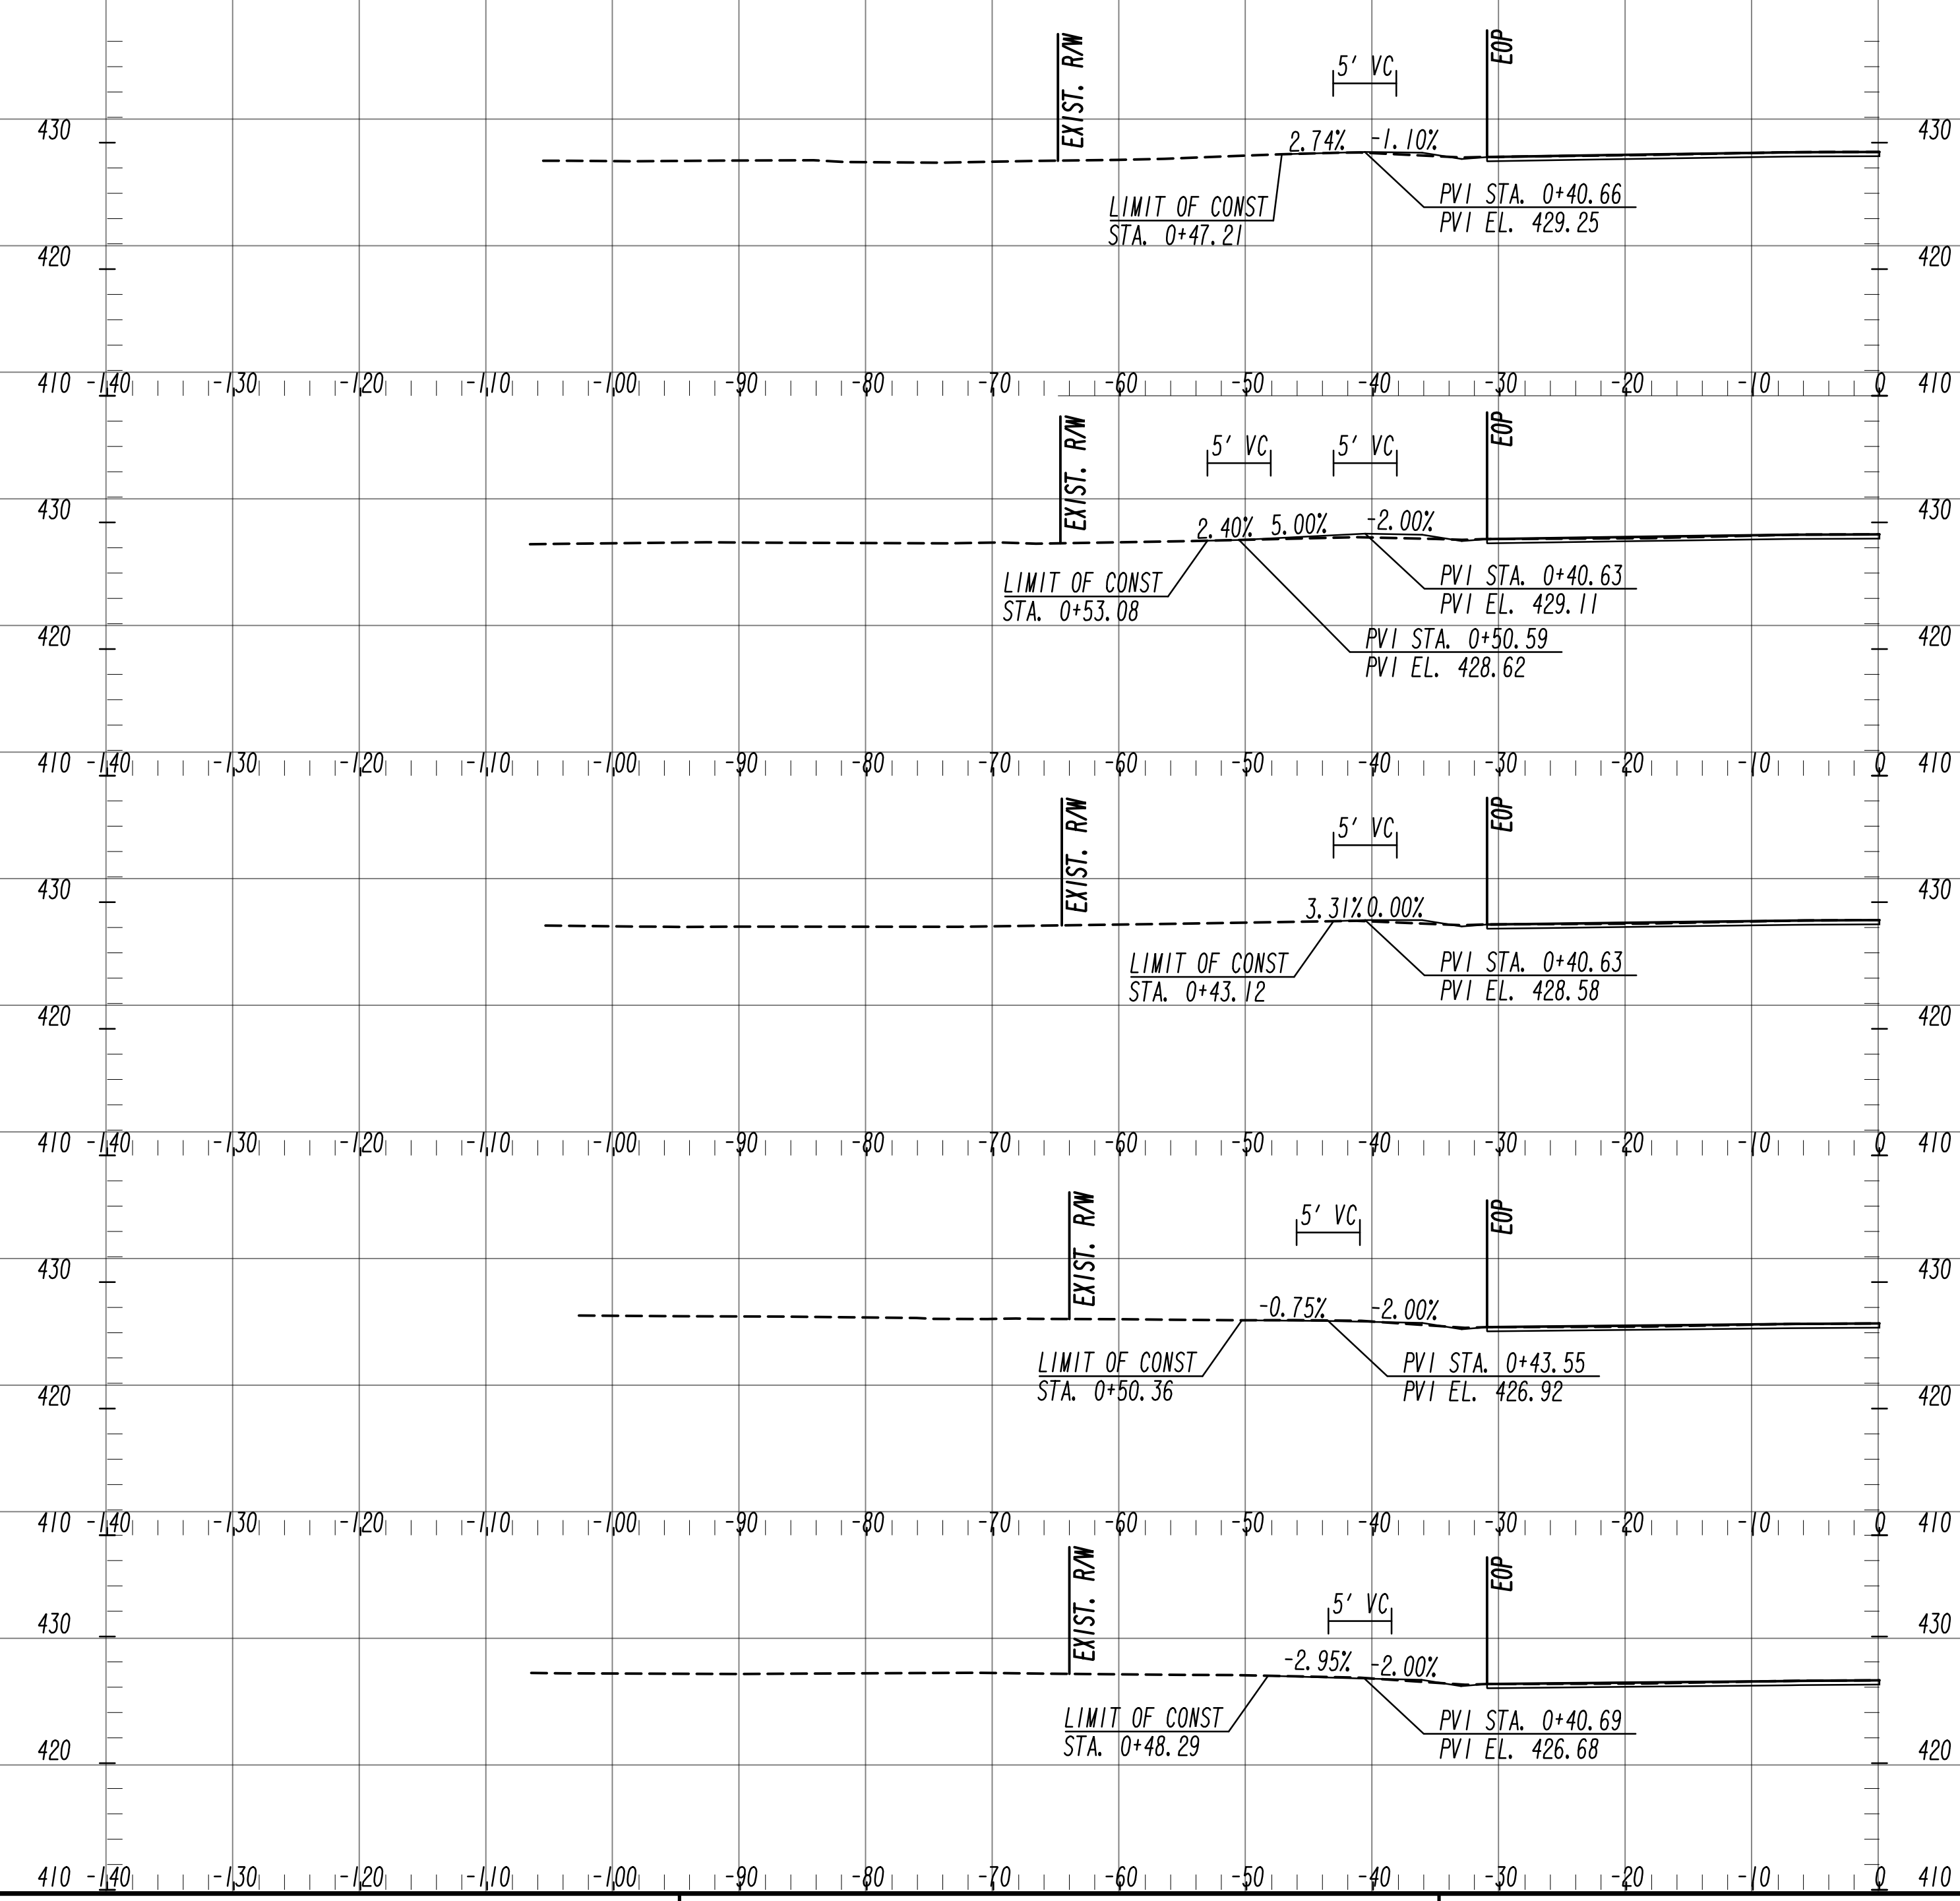 EXIST. R/W
EOP
5' VC
430 430
2.74% -1.10%
LIMIT OF CONST
STA. 0+47.21
PVI STA. 0+40.66
PVI EL. 429.25
420 420
410 -140 -130 -120 -110 -100 -90 -80 -70 -60 -50 -40 -30 -20 -10 0 410
EXIST. R/W
EOP
5' VC 5' VC
430 430
2.40% 5.00% -2.00%
LIMIT OF CONST
STA. 0+53.08
PVI STA. 0+40.63
PVI EL. 429.11
420 420
PVI STA. 0+50.59
PVI EL. 428.62
410 -140 -130 -120 -110 -100 -90 -80 -70 -60 -50 -40 -30 -20 -10 0 410
EXIST. R/W
EOP
5' VC
430 430
3.31% 0.00%
LIMIT OF CONST
STA. 0+43.12
PVI STA. 0+40.63
PVI EL. 428.58
420 420
410 -140 -130 -120 -110 -100 -90 -80 -70 -60 -50 -40 -30 -20 -10 0 410
EXIST. R/W
EOP
5' VC
430 430
-0.75% -2.00%
LIMIT OF CONST
STA. 0+50.36
PVI STA. 0+43.55
PVI EL. 426.92
420 420
410 -140 -130 -120 -110 -100 -90 -80 -70 -60 -50 -40 -30 -20 -10 0 410
EXIST. R/W
EOP
5' VC
430 430
-2.95% -2.00%
LIMIT OF CONST
STA. 0+48.29
PVI STA. 0+40.69
PVI EL. 426.68
420 420
410 -140 -130 -120 -110 -100 -90 -80 -70 -60 -50 -40 -30 -20 -10 0 410